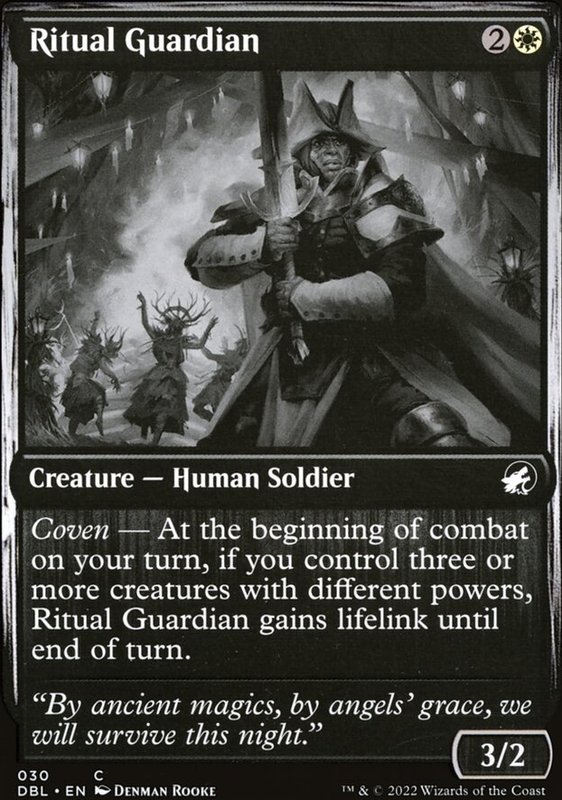 Ritual Guardian 2
Creature — Human Soldier
Coven — At the beginning of combat
on your turn, if you control three or
more creatures with different powers,
Ritual Guardian gains lifelink until
end of turn.
“By ancient magics, by angels’ grace, we
will survive this night.”
3/2
030 C
DBL • EN Denman Rooke
™ & © 2022 Wizards of the Coast